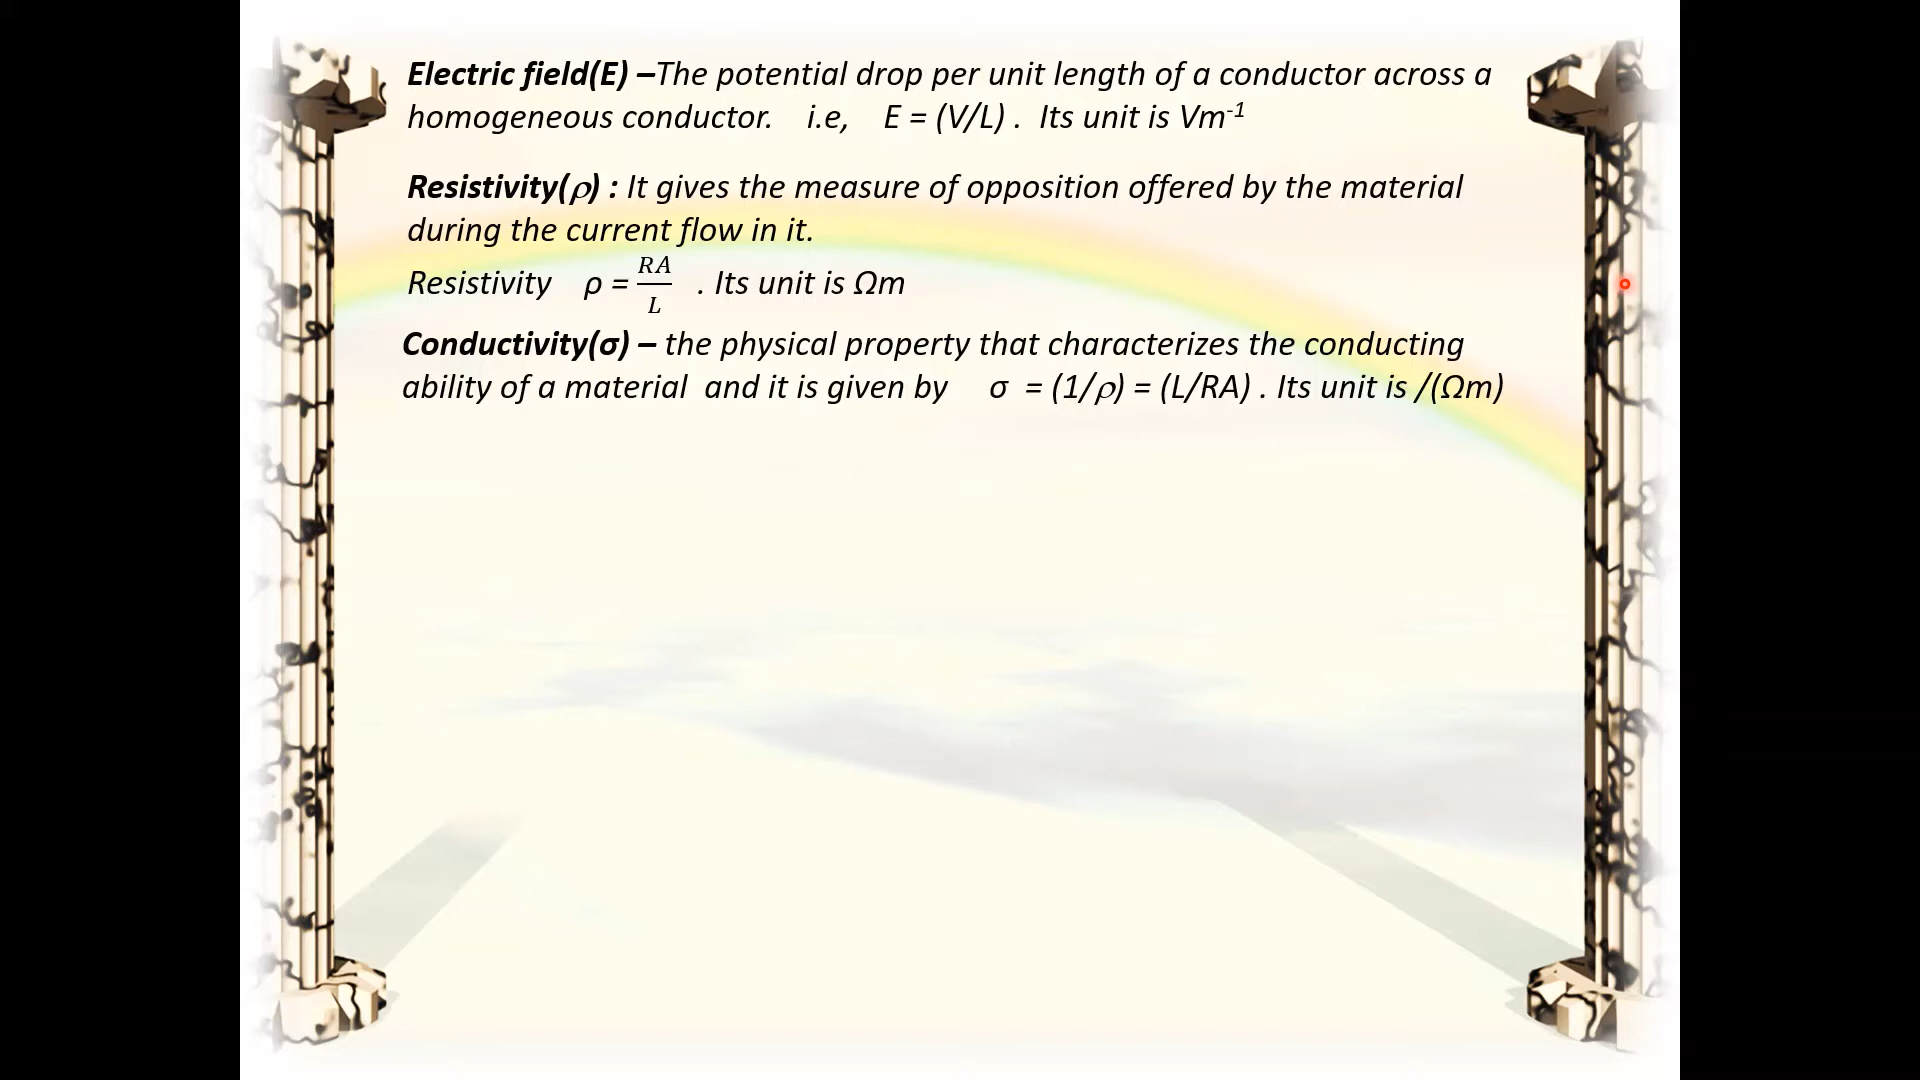 Electric field(E) –The potential drop per unit length of a conductor across a
homogeneous conductor. i.e, E = (V/L) . Its unit is Vm⁻¹
Resistivity(ρ) : It gives the measure of opposition offered by the material
during the current flow in it.
Resistivity ρ = RA/L . Its unit is Ωm
Conductivity(σ) – the physical property that characterizes the conducting
ability of a material and it is given by σ = (1/ρ) = (L/RA) . Its unit is /(Ωm)